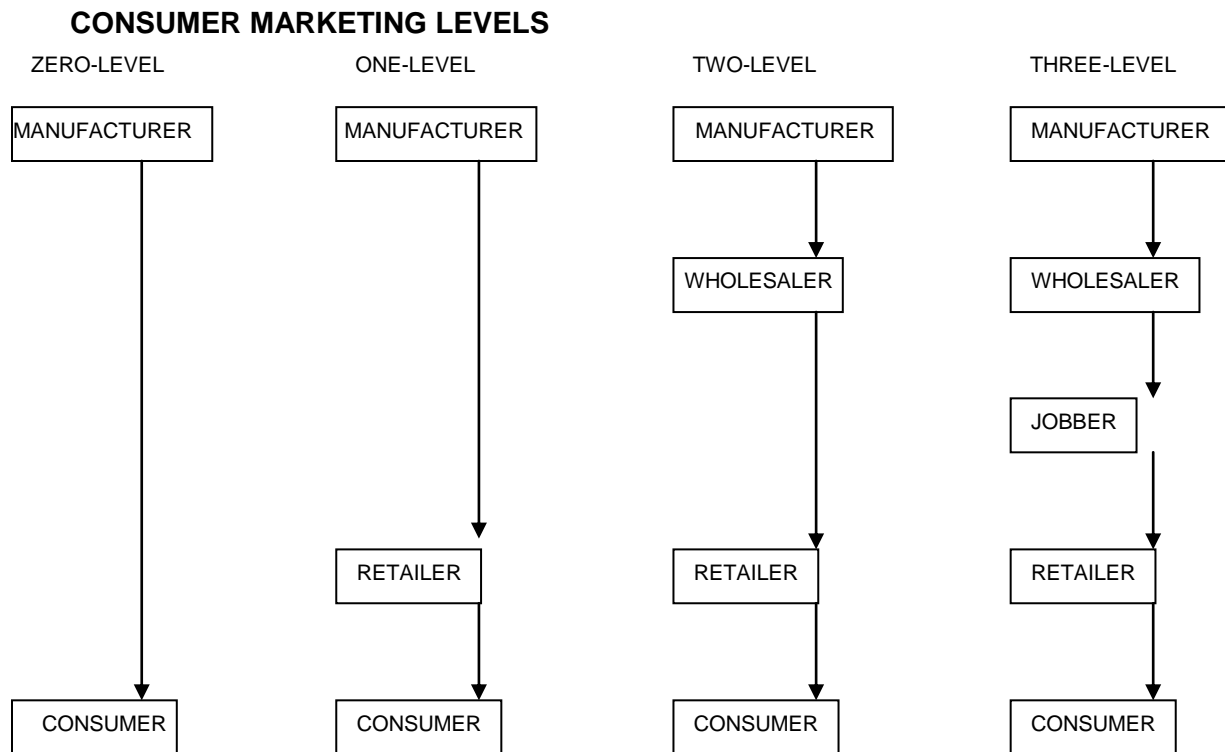 CONSUMER MARKETING LEVELS
ZERO-LEVEL ONE-LEVEL TWO-LEVEL THREE-LEVEL
MANUFACTURER MANUFACTURER MANUFACTURER MANUFACTURER
WHOLESALER WHOLESALER
JOBBER
RETAILER RETAILER RETAILER
CONSUMER CONSUMER CONSUMER CONSUMER